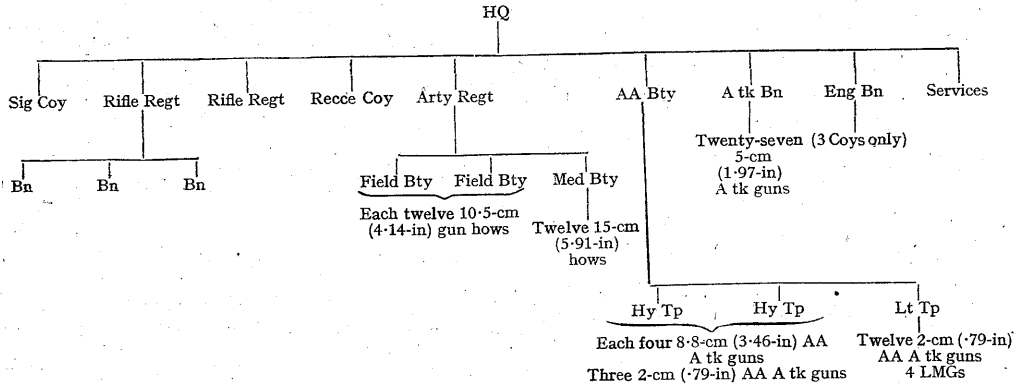 HQ
Sig Coy Rifle Regt Rifle Regt Recce Coy Arty Regt AA Bty A tk Bn Eng Bn Services
Bn Bn Bn
Field Bty Field Bty Med Bty
Each twelve 10·5-cm
(4·14-in) gun hows
Twelve 15-cm
(5·91-in)
hows
Twenty-seven
5-cm
(1·97-in)
A tk guns
(3 Coys only)
Hy Tp Hy Tp Lt Tp
Each four 8·8-cm (3·46-in) AA
A tk guns
Three 2-cm (·79-in) AA A tk guns
Twelve 2-cm (·79-in)
AA A tk guns
4 LMGs